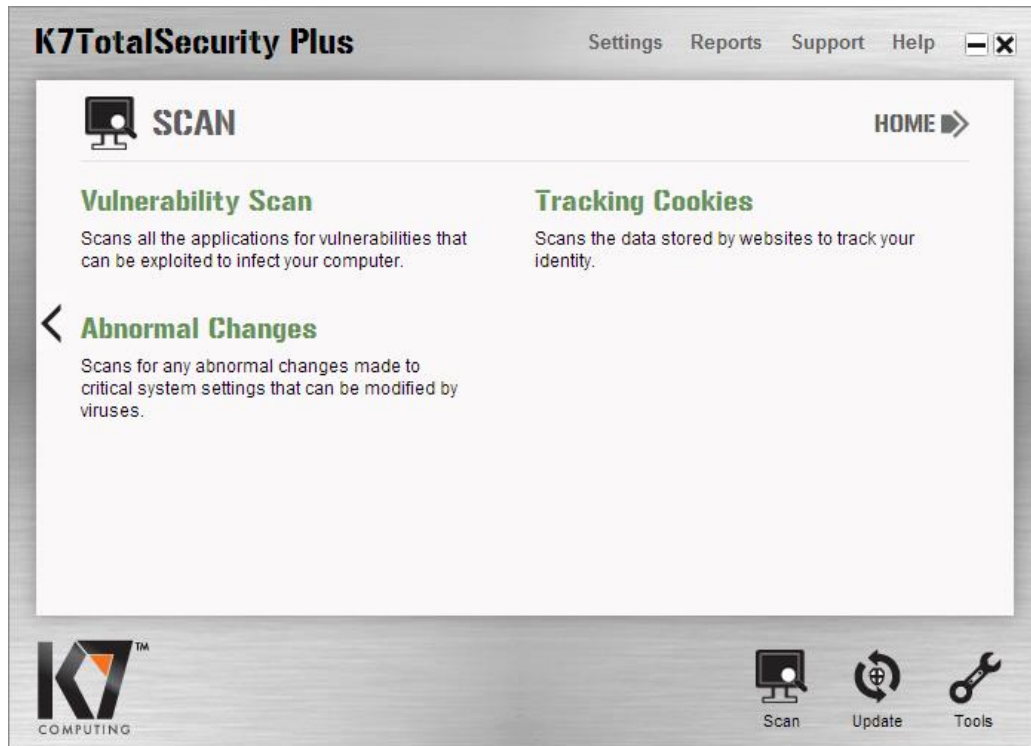 K7TotalSecurity Plus
Settings Reports Support Help
SCAN
HOME
Vulnerability Scan
Scans all the applications for vulnerabilities that
can be exploited to infect your computer.
Tracking Cookies
Scans the data stored by websites to track your
identity.
Abnormal Changes
Scans for any abnormal changes made to
critical system settings that can be modified by
viruses.
K7 TM
COMPUTING
Scan Update Tools